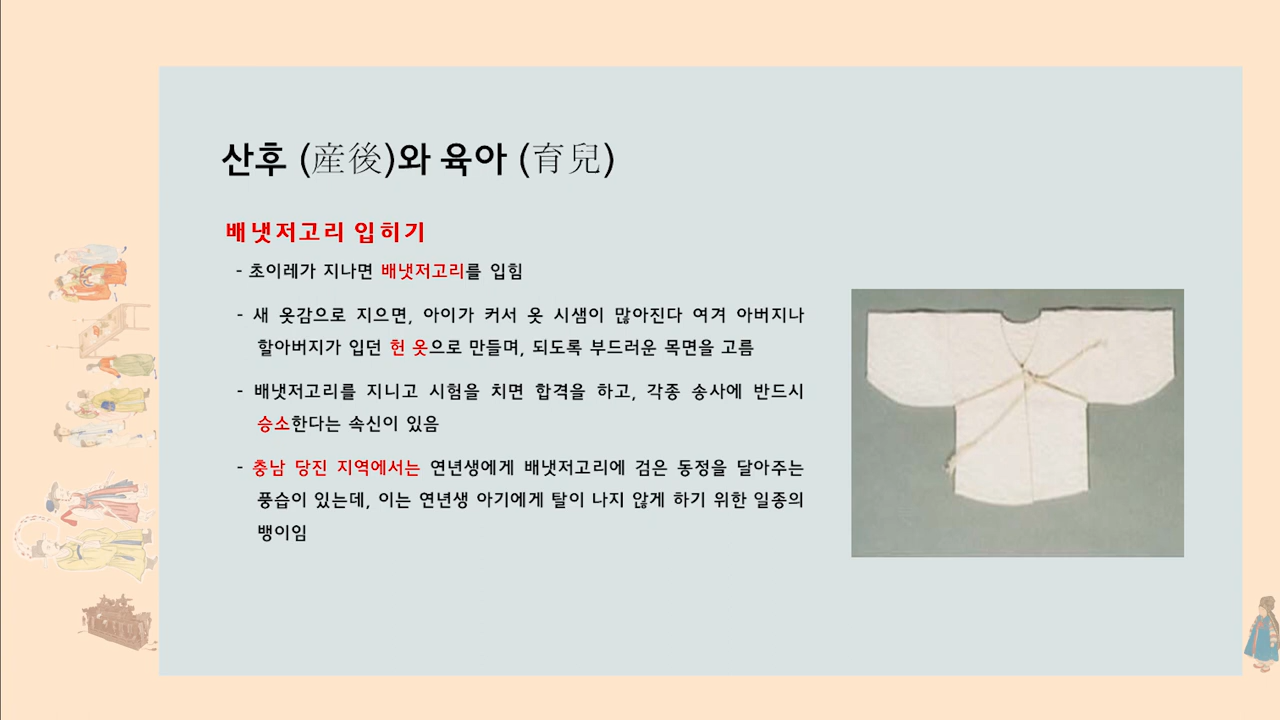 산후 (産後)와 육아 (育兒)
배냇저고리 입히기
- 초이레가 지나면 배냇저고리를 입힘
- 새 옷감으로 지으면, 아이가 커서 옷 시샘이 많아진다 여겨 아버지나
할아버지가 입던 헌 옷으로 만들며, 되도록 부드러운 목면을 고름
- 배냇저고리를 지니고 시험을 치면 합격을 하고, 각종 송사에 반드시
승소한다는 속신이 있음
- 충남 당진 지역에서는 연년생에게 배냇저고리에 검은 동정을 달아주는
풍습이 있는데, 이는 연년생 아기에게 탈이 나지 않게 하기 위한 일종의
뱅이임